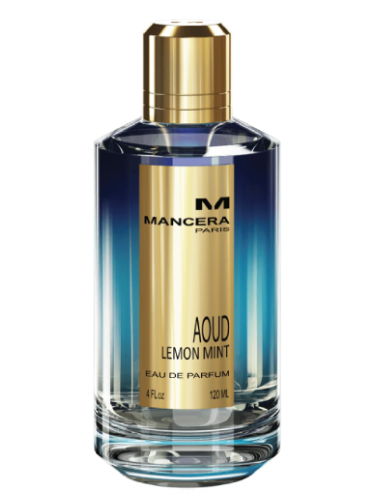 M
MANCERA
PARIS
AOUD
LEMON MINT
EAU DE PARFUM
4 FL oz 120 ML